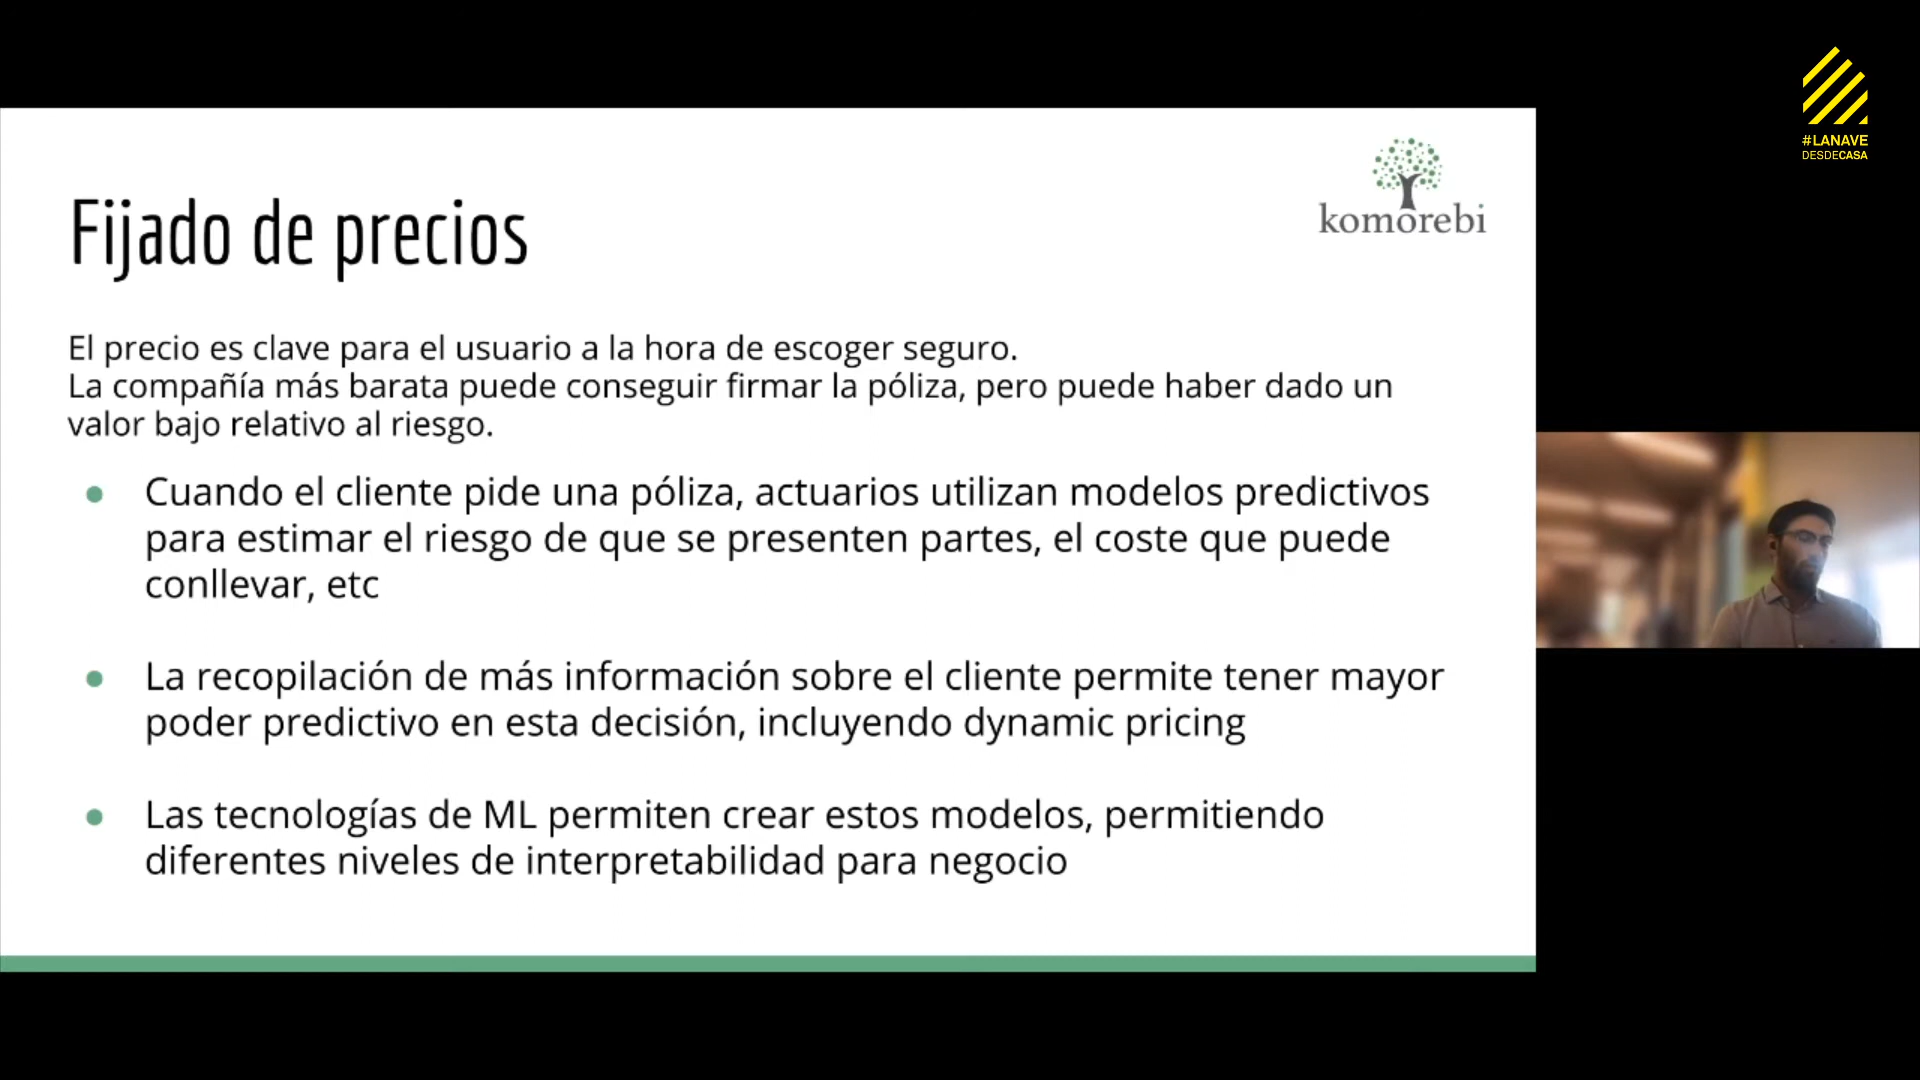 #LANAVE
DESDECASA
komorebi
Fijado de precios
El precio es clave para el usuario a la hora de escoger seguro.
La compañía más barata puede conseguir firmar la póliza, pero puede haber dado un
valor bajo relativo al riesgo.
Cuando el cliente pide una póliza, actuarios utilizan modelos predictivos
para estimar el riesgo de que se presenten partes, el coste que puede
conllevar, etc
La recopilación de más información sobre el cliente permite tener mayor
poder predictivo en esta decisión, incluyendo dynamic pricing
Las tecnologías de ML permiten crear estos modelos, permitiendo
diferentes niveles de interpretabilidad para negocio